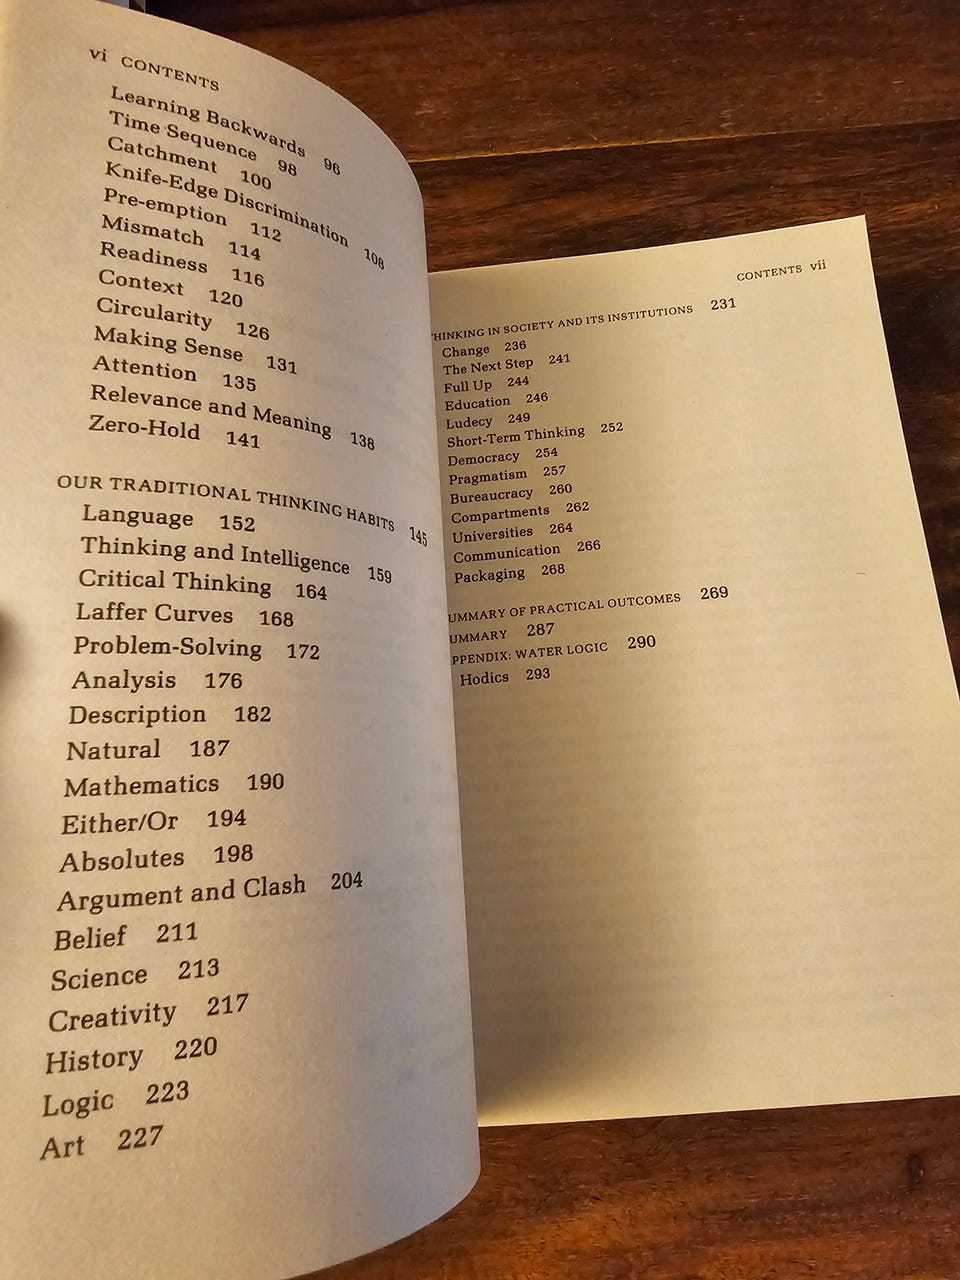 vi CONTENTS
Learning Backwards 96
Time Sequence 98
Catchment 100
Knife-Edge Discrimination 108
Pre-emption 112
Mismatch 114
Readiness 116
Context 120
Circularity 126
Making Sense 131
Attention 135
Relevance and Meaning 138
Zero-Hold 141
OUR TRADITIONAL THINKING HABITS 145
Language 152
Thinking and Intelligence 159
Critical Thinking 164
Laffer Curves 168
Problem-Solving 172
Analysis 176
Description 182
Natural 187
Mathematics 190
Either/Or 194
Absolutes 198
Argument and Clash 204
Belief 211
Science 213
Creativity 217
History 220
Logic 223
Art 227
CONTENTS vii
HINKING IN SOCIETY AND ITS INSTITUTIONS 231
Change 236
The Next Step 241
Full Up 244
Education 246
Ludecy 249
Short-Term Thinking 252
Democracy 254
Pragmatism 257
Bureaucracy 260
Compartments 262
Universities 264
Communication 266
Packaging 268
UMMARY OF PRACTICAL OUTCOMES 269
UMMARY 287
PPENDIX: WATER LOGIC 290
Hodics 293